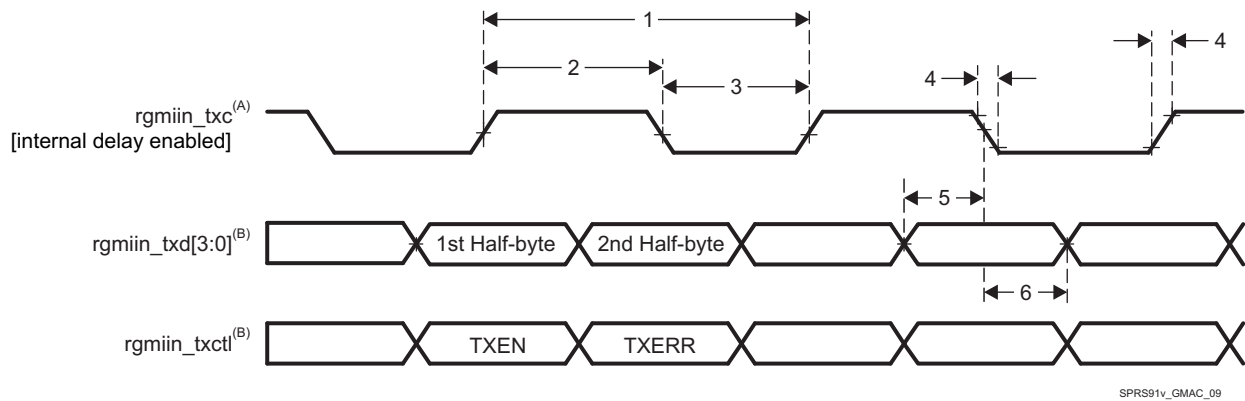 1
4
2
4
3
rgmiin_txc(A)
[internal delay enabled]
5
rgmiin_txd[3:0](B)
1st Half-byte
2nd Half-byte
6
rgmiin_txctl(B)
TXEN
TXERR
SPRS91v_GMAC_09